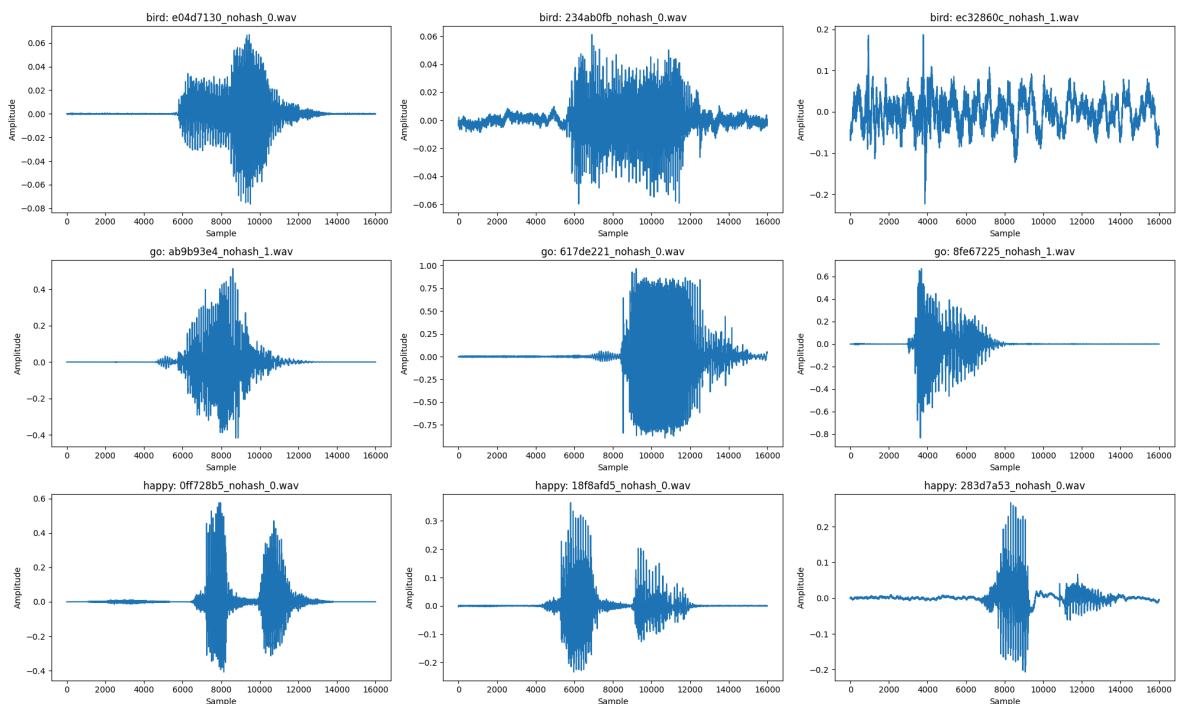 bird: e04d7130_nohash_0.wav
bird: 234ab0fb_nohash_0.wav
bird: ec32860c_nohash_1.wav
Amplitude
0.06
0.04
0.02
0.00
−0.02
−0.04
−0.06
−0.08
0 2000 4000 6000 8000 10000 12000 14000 16000
Sample
Amplitude
0.06
0.04
0.02
0.00
−0.02
−0.04
−0.06
0 2000 4000 6000 8000 10000 12000 14000 16000
Sample
Amplitude
0.2
0.1
0.0
−0.1
−0.2
0 2000 4000 6000 8000 10000 12000 14000 16000
Sample
go: ab9b93e4_nohash_1.wav
go: 617de221_nohash_0.wav
go: 8fe67225_nohash_1.wav
Amplitude
0.4
0.2
0.0
−0.2
−0.4
0 2000 4000 6000 8000 10000 12000 14000 16000
Sample
Amplitude
1.00
0.75
0.50
0.25
0.00
−0.25
−0.50
−0.75
0 2000 4000 6000 8000 10000 12000 14000 16000
Sample
Amplitude
0.6
0.4
0.2
0.0
−0.2
−0.4
−0.6
−0.8
0 2000 4000 6000 8000 10000 12000 14000 16000
Sample
happy: 0ff728b5_nohash_0.wav
happy: 18f8afd5_nohash_0.wav
happy: 283d7a53_nohash_0.wav
Amplitude
0.6
0.4
0.2
0.0
−0.2
−0.4
0 2000 4000 6000 8000 10000 12000 14000 16000
Sample
Amplitude
0.3
0.2
0.1
0.0
−0.1
−0.2
0 2000 4000 6000 8000 10000 12000 14000 16000
Sample
Amplitude
0.2
0.1
0.0
−0.1
−0.2
0 2000 4000 6000 8000 10000 12000 14000 16000
Sample